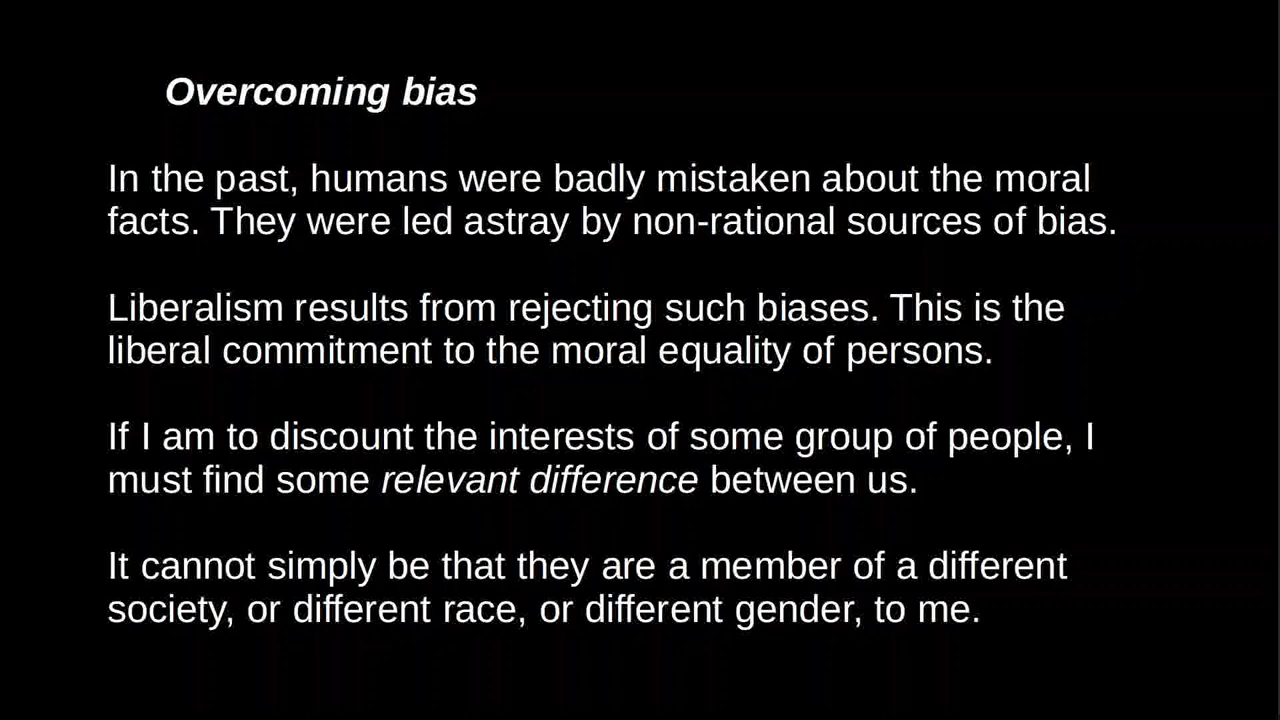 Overcoming bias
In the past, humans were badly mistaken about the moral
facts. They were led astray by non-rational sources of bias.
Liberalism results from rejecting such biases. This is the
liberal commitment to the moral equality of persons.
If I am to discount the interests of some group of people, I
must find some relevant difference between us.
It cannot simply be that they are a member of a different
society, or different race, or different gender, to me.